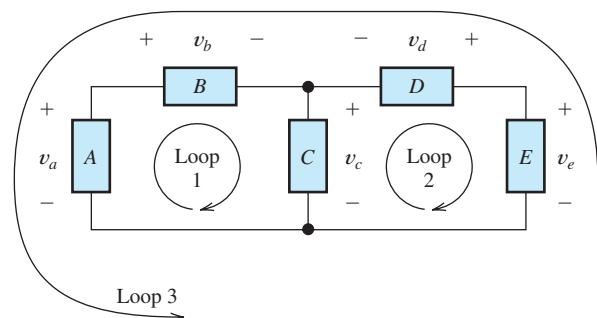 + v_b − − v_d +
B D
+ + +
v_a A Loop 1 C v_c Loop 2 E v_e
− − −
Loop 3